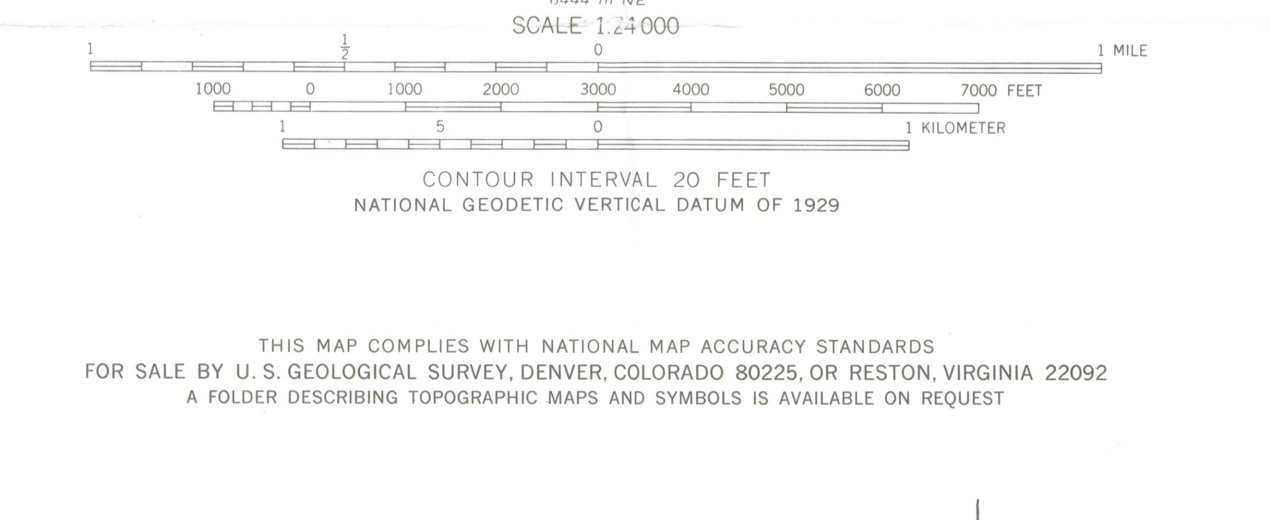 SCALE 1:24000
1 ½ 0 1 MILE
1000 0 1000 2000 3000 4000 5000 6000 7000 FEET
1 5 0 1 KILOMETER
CONTOUR INTERVAL 20 FEET
NATIONAL GEODETIC VERTICAL DATUM OF 1929
THIS MAP COMPLIES WITH NATIONAL MAP ACCURACY STANDARDS
FOR SALE BY U. S. GEOLOGICAL SURVEY, DENVER, COLORADO 80225, OR RESTON, VIRGINIA 22092
A FOLDER DESCRIBING TOPOGRAPHIC MAPS AND SYMBOLS IS AVAILABLE ON REQUEST